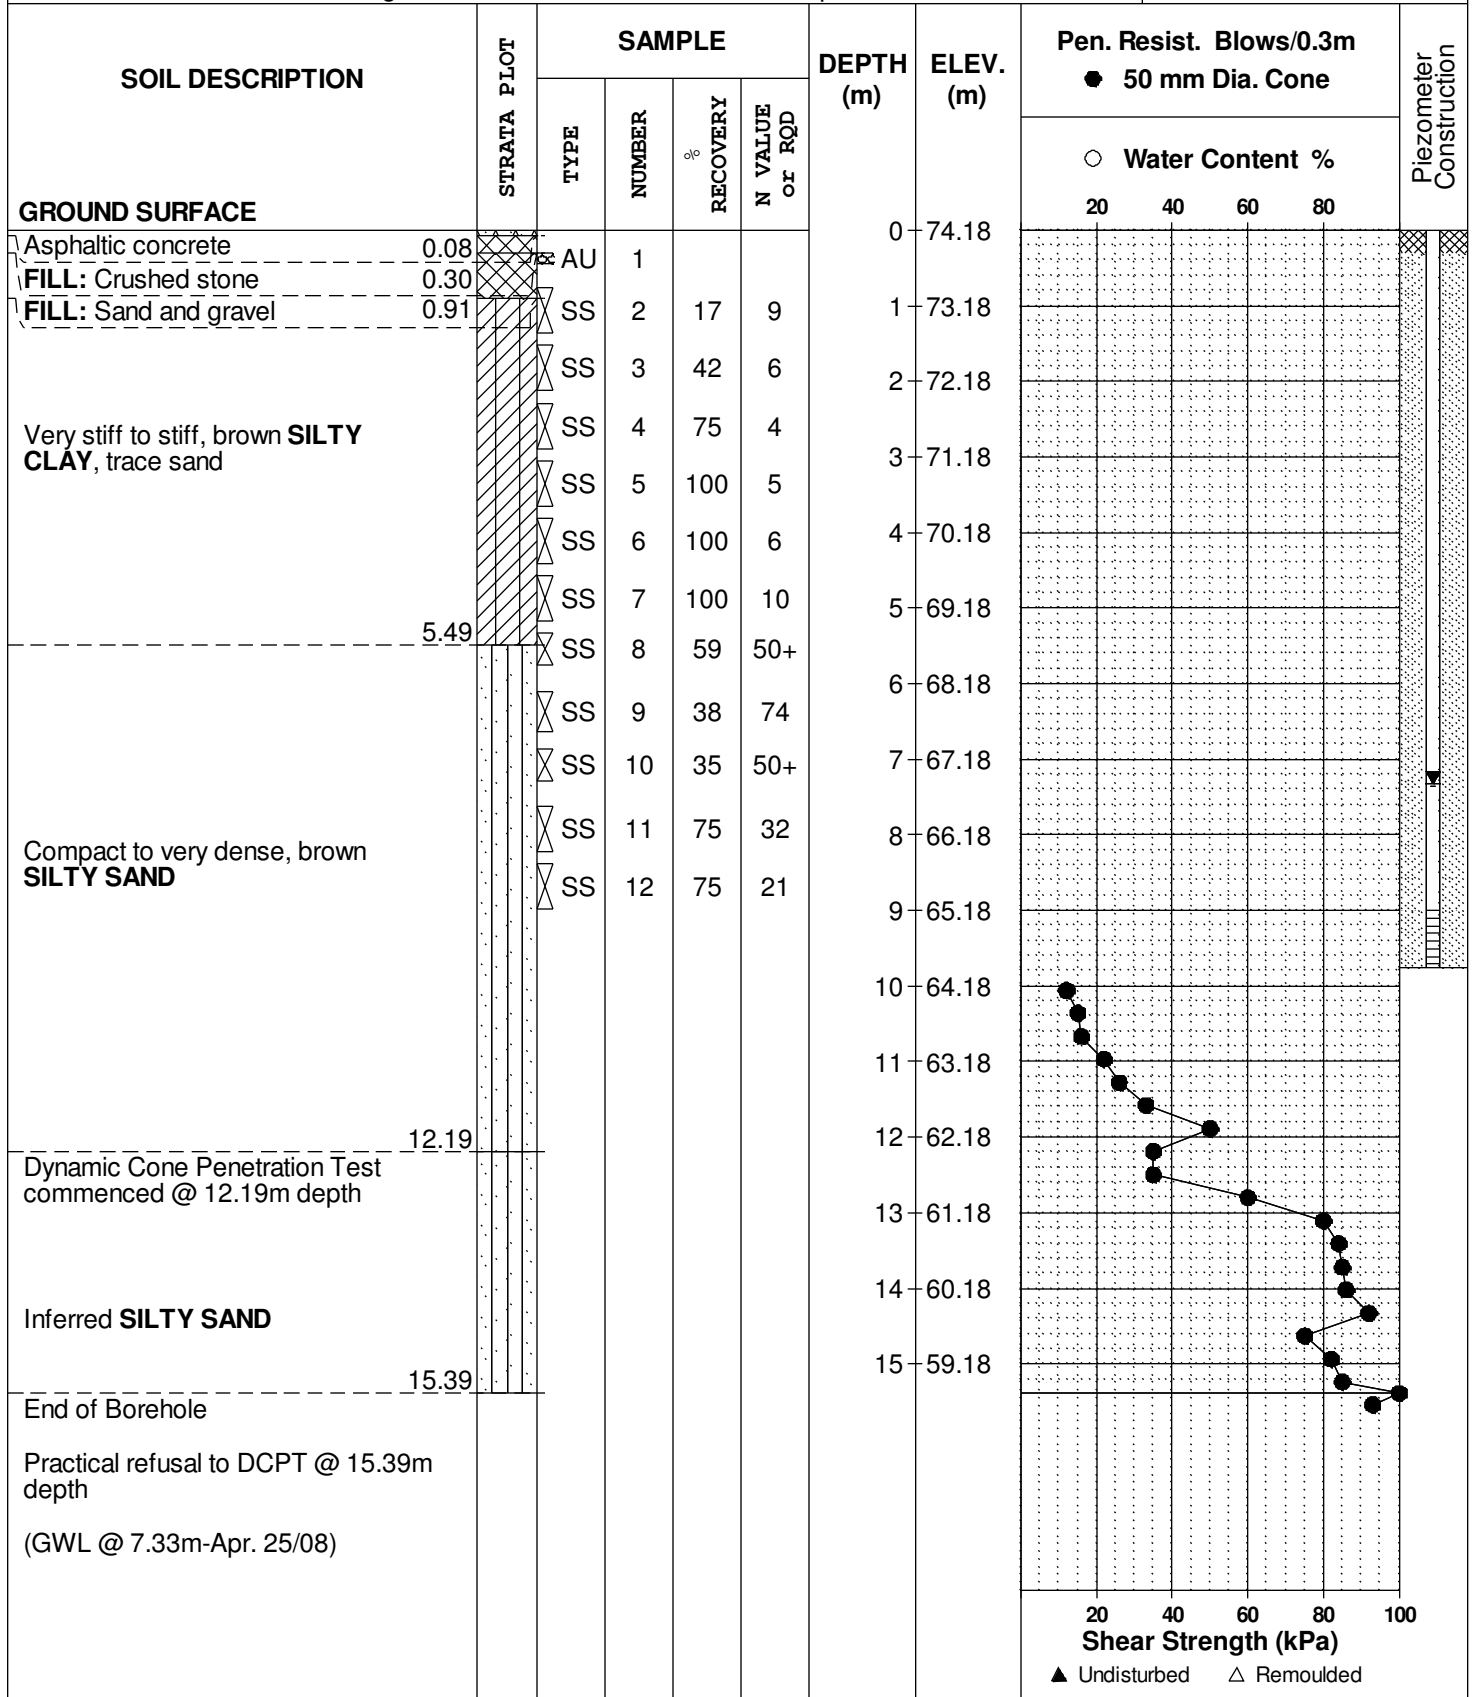 SOIL DESCRIPTION
STRATA PLOT
SAMPLE
TYPE
NUMBER
%
RECOVERY
N VALUE
or RQD
DEPTH
(m)
ELEV.
(m)
Pen. Resist. Blows/0.3m
● 50 mm Dia. Cone
○ Water Content %
20 40 60 80
Piezometer
Construction
GROUND SURFACE
0 74.18
Asphaltic concrete 0.08
AU 1
FILL: Crushed stone 0.30
FILL: Sand and gravel 0.91
SS 2 17 9
1 73.18
SS 3 42 6
2 72.18
Very stiff to stiff, brown SILTY
CLAY, trace sand
SS 4 75 4
3 71.18
SS 5 100 5
4 70.18
SS 6 100 6
SS 7 100 10
5 69.18
5.49
SS 8 59 50+
6 68.18
SS 9 38 74
7 67.18
SS 10 35 50+
SS 11 75 32
8 66.18
Compact to very dense, brown
SILTY SAND
SS 12 75 21
9 65.18
10 64.18
11 63.18
12 62.18
12.19
Dynamic Cone Penetration Test
commenced @ 12.19m depth
13 61.18
14 60.18
Inferred SILTY SAND
15 59.18
15.39
End of Borehole
Practical refusal to DCPT @ 15.39m
depth
(GWL @ 7.33m-Apr. 25/08)
20 40 60 80 100
Shear Strength (kPa)
▲ Undisturbed △ Remoulded